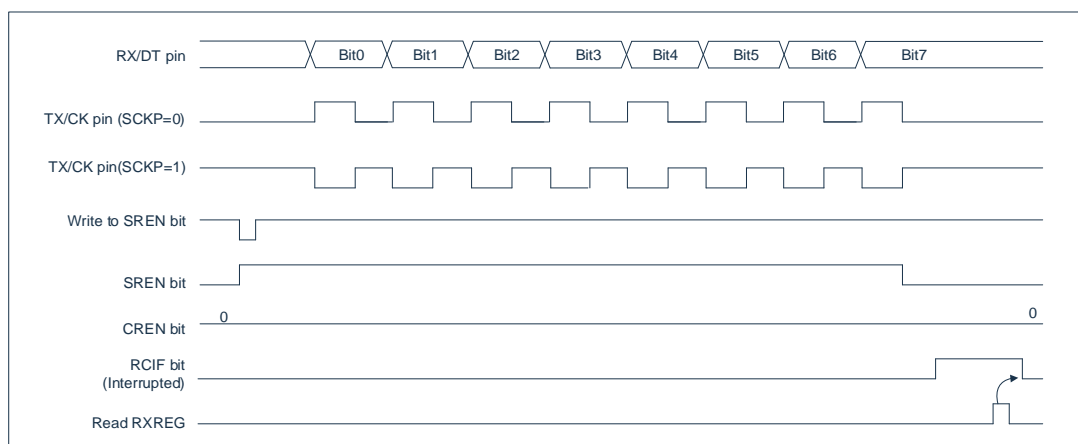 RX/DT pin
Bit0 Bit1 Bit2 Bit3 Bit4 Bit5 Bit6 Bit7
TX/CK pin (SCKP=0)
TX/CK pin(SCKP=1)
Write to SREN bit
SREN bit
0 0
CREN bit
RCIF bit
(Interrupted)
Read RXREG